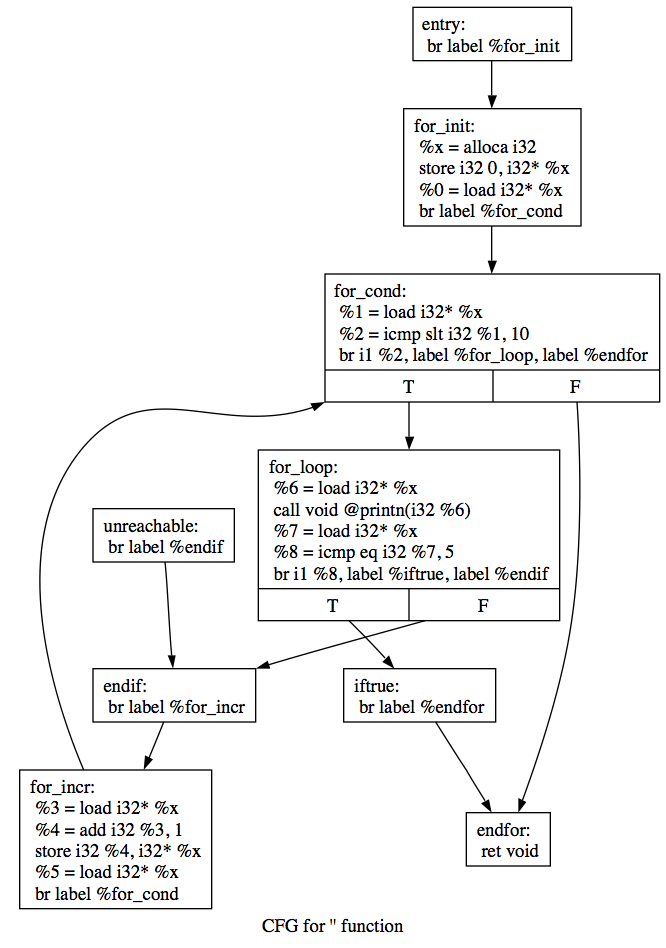 entry:
br label %for_init
for_init:
%x = alloca i32
store i32 0, i32* %x
%0 = load i32* %x
br label %for_cond
for_cond:
%1 = load i32* %x
%2 = icmp slt i32 %1, 10
br i1 %2, label %for_loop, label %endfor
T F
for_loop:
%6 = load i32* %x
call void @printn(i32 %6)
%7 = load i32* %x
%8 = icmp eq i32 %7, 5
br i1 %8, label %iftrue, label %endif
T F
unreachable:
br label %endif
endif:
br label %for_incr
iftrue:
br label %endfor
for_incr:
%3 = load i32* %x
%4 = add i32 %3, 1
store i32 %4, i32* %x
%5 = load i32* %x
br label %for_cond
endfor:
ret void
CFG for '' function